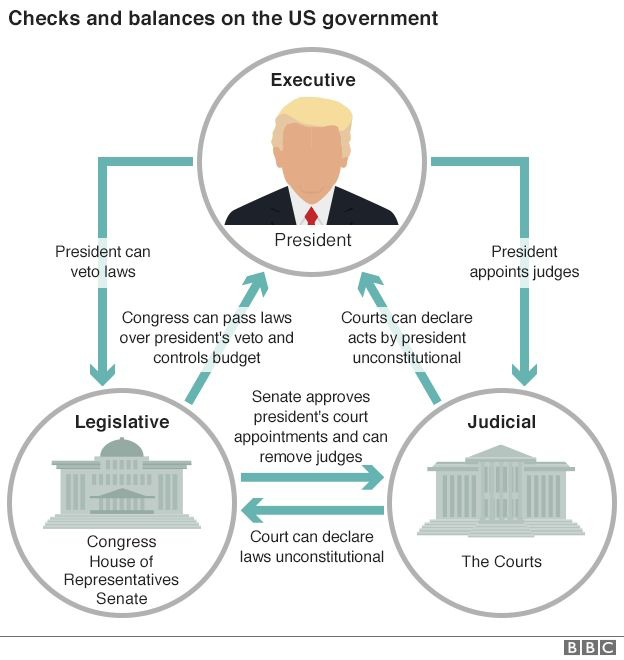 Checks and balances on the US government
Executive
President
President can
veto laws
President
appoints judges
Congress can pass laws
over president's veto and
controls budget
Courts can declare
acts by president
unconstitutional
Senate approves
president's court
appointments and can
remove judges
Legislative
Judicial
Congress
House of
Representatives
Senate
Court can declare
laws unconstitutional
The Courts
BBC